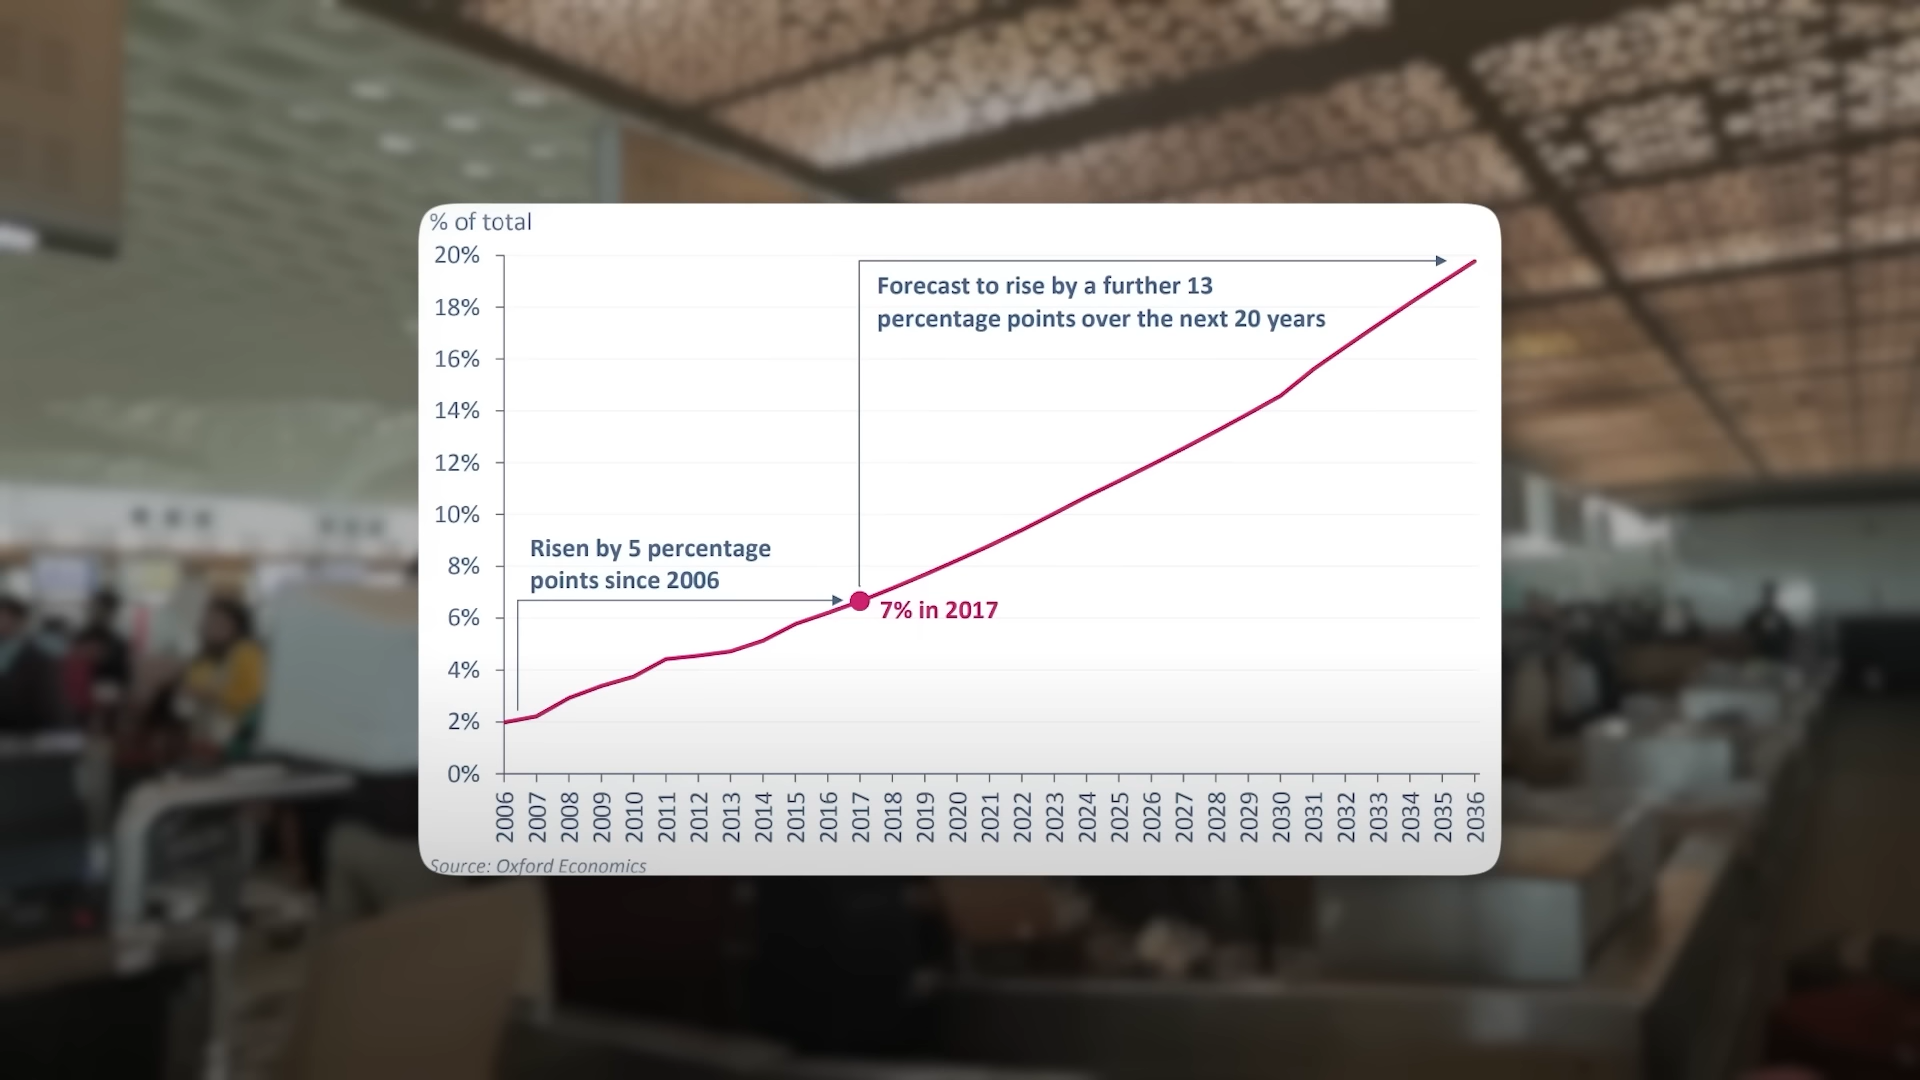 % of total
20%
18%
16%
14%
12%
10%
8%
6%
4%
2%
0%
Forecast to rise by a further 13
percentage points over the next 20 years
Risen by 5 percentage
points since 2006
7% in 2017
2006 2007 2008 2009 2010 2011 2012 2013 2014 2015 2016 2017 2018 2019 2020 2021 2022 2023 2024 2025 2026 2027 2028 2029 2030 2031 2032 2033 2034 2035 2036
Source: Oxford Economics